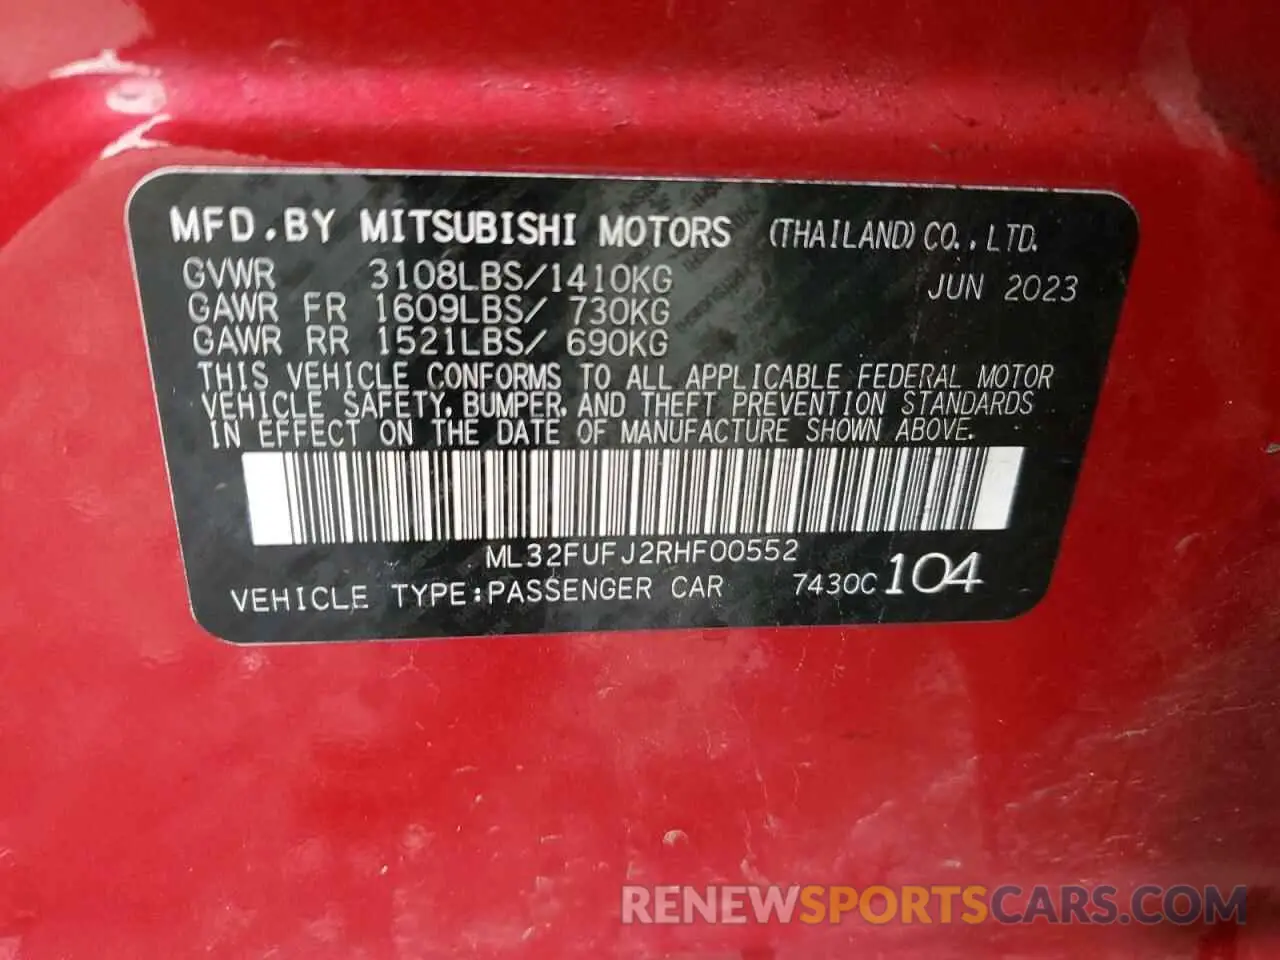 MFD.BY MITSUBISHI MOTORS (THAILAND) CO., LTD.
GVWR 3108LBS/1410KG JUN 2023
GAWR FR 1609LBS/ 730KG
GAWR RR 1521LBS/ 690KG
THIS VEHICLE CONFORMS TO ALL APPLICABLE FEDERAL MOTOR
VEHICLE SAFETY, BUMPER, AND THEFT PREVENTION STANDARDS
IN EFFECT ON THE DATE OF MANUFACTURE SHOWN ABOVE.
ML32FUFJ2RHF00552
VEHICLE TYPE:PASSENGER CAR 7430C 104
RENEWSPORTSCARS.COM